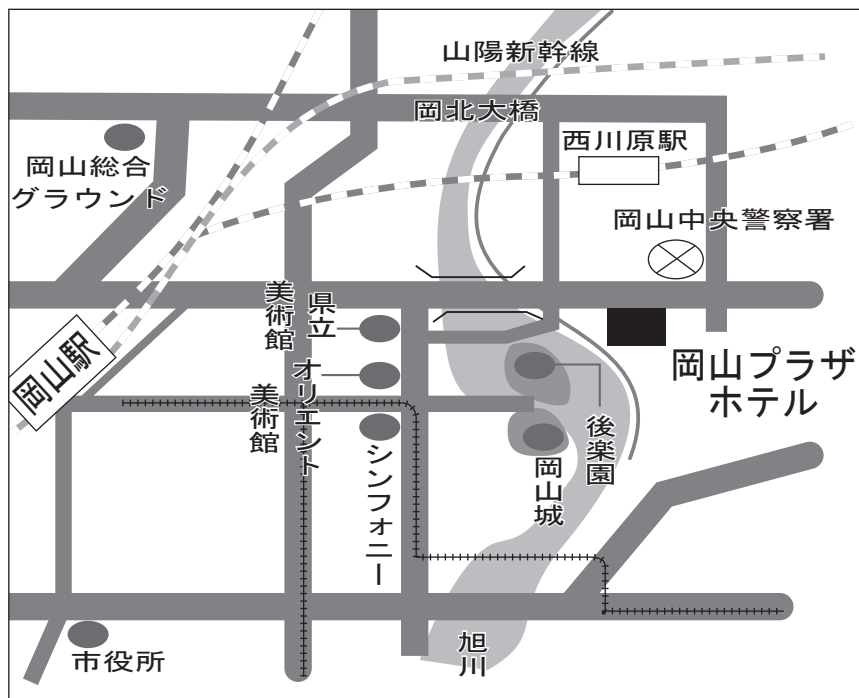 山陽新幹線
岡北大橋
西川原駅
岡山総合
グラウンド
岡山中央警察署
県立
美術館
岡山駅
オリエント
美術館
岡山プラザ
ホテル
後楽園
岡山城
シンフォニー
旭川
市役所